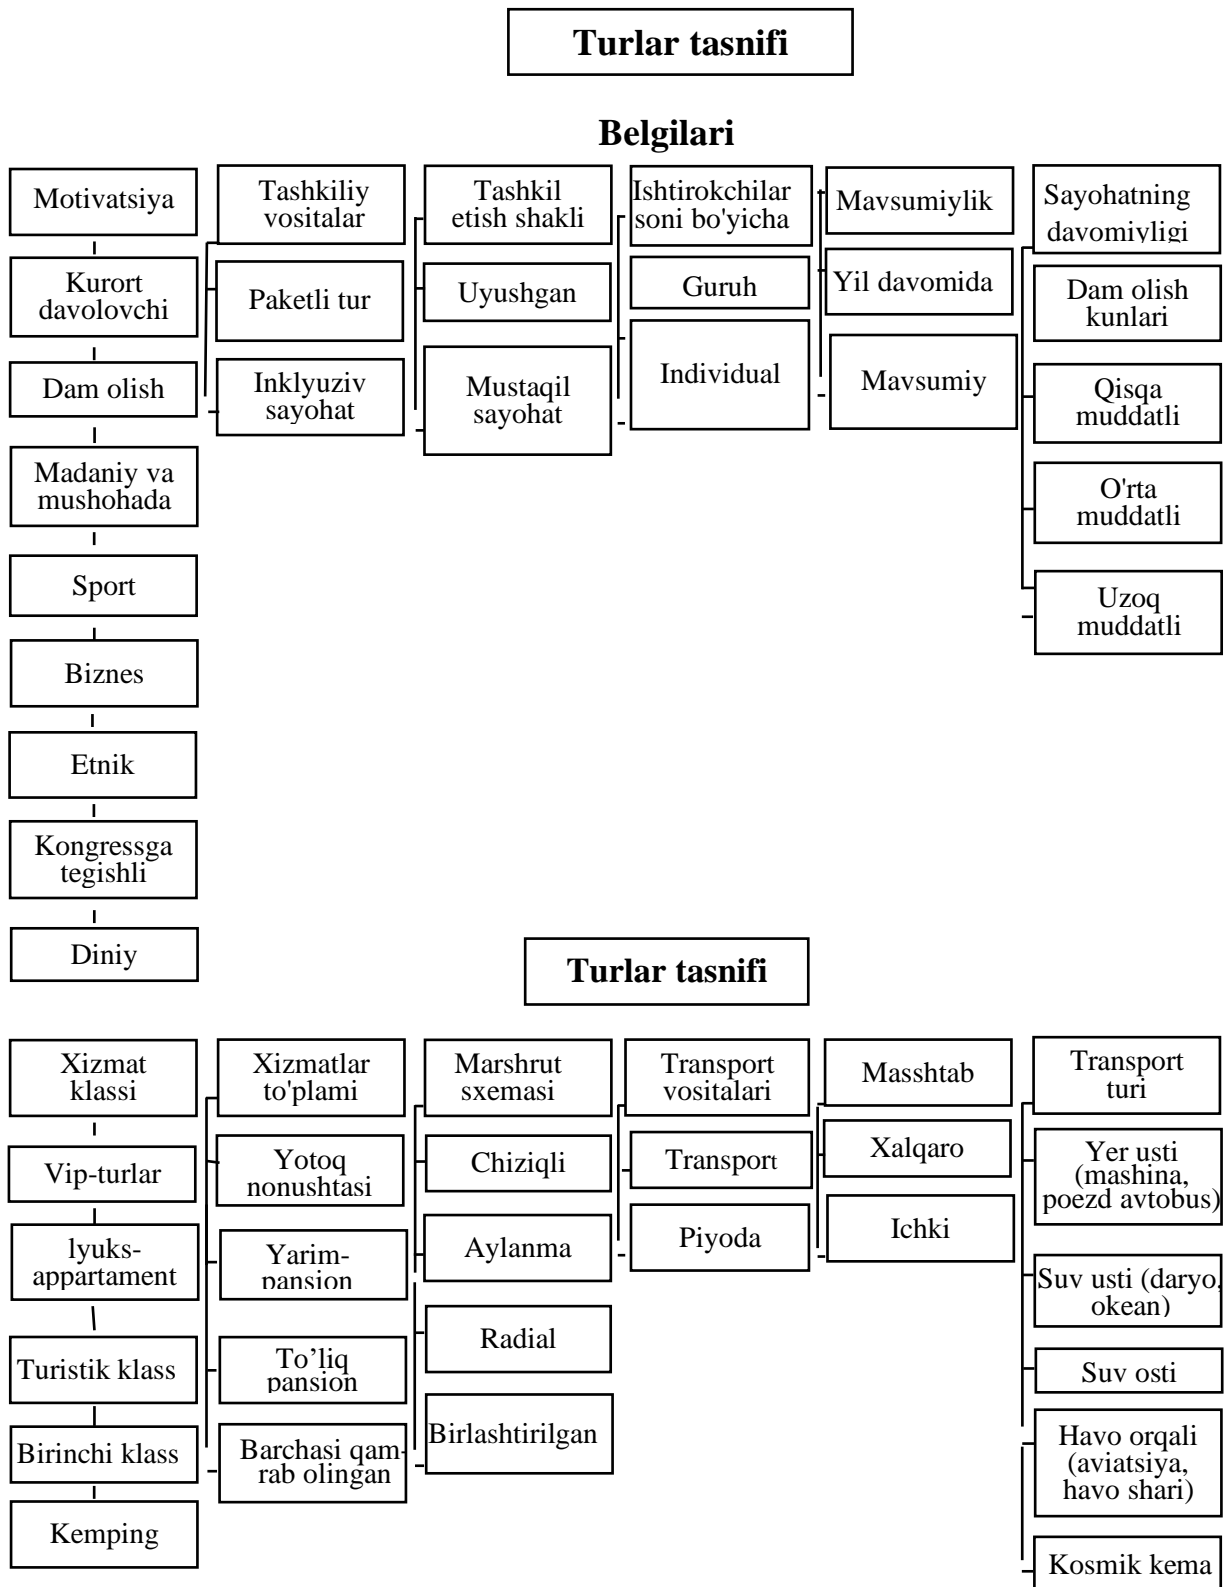 Turlar tasnifi
Belgilari
Motivatsiya
Kurort
davolovchi
Dam olish
Madaniy va
mushohada
Sport
Biznes
Etnik
Kongressga
tegishli
Diniy
Tashkiliy
vositalar
Paketli tur
Inklyuziv
sayohat
Tashkil
etish shakli
Uyushgan
Mustaqil
sayohat
Ishtirokchilar
soni bo'yicha
Guruh
Individual
Mavsumiylik
Yil davomida
Mavsumiy
Sayohatning
davomiyligi
Dam olish
kunlari
Qisqa
muddatli
O'rta
muddatli
Uzoq
muddatli
Turlar tasnifi
Xizmat
klassi
Vip-turlar
lyuks-
appartament
Turistik klass
Birinchi klass
Kemping
Xizmatlar
to'plami
Yotoq
nonushtasi
Yarim-
pansion
To’liq
pansion
Barchasi qam-
rab olingan
Marshrut
sxemasi
Chiziqli
Aylanma
Radial
Birlashtirilgan
Transport
vositalari
Transport
Piyoda
Masshtab
Xalqaro
Ichki
Transport
turi
Yer usti
(mashina,
poezd avtobus)
Suv usti (daryo,
okean)
Suv osti
Havo orqali
(aviatsiya,
havo shari)
Kosmik kema